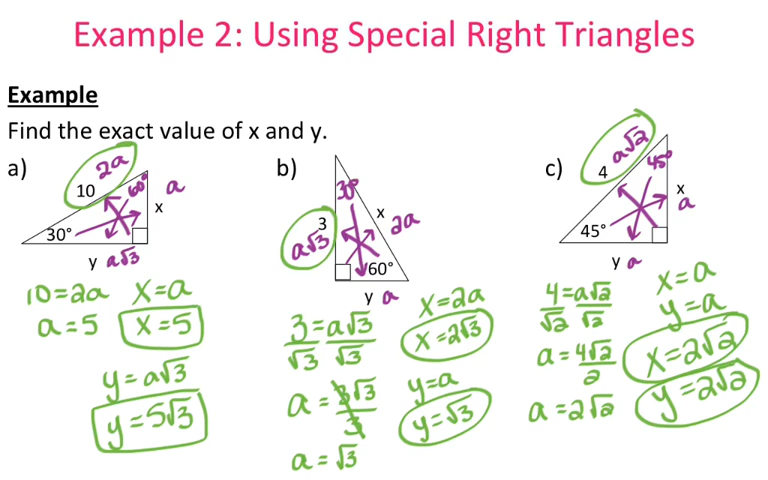 Example 2: Using Special Right Triangles
Example
Find the exact value of x and y.
a)
2a
10
60°
a
x
30°
y a√3
10=2a x=a
a=5 x=5
y=a√3
y=5√3
b)
30°
3
x
2a
a√3
60°
y a
3=a√3 x=2a
√3 √3 x=2√3
a=3√3 y=a
3 y=√3
a=√3
c)
a√2
4
45°
x
a
45°
y a
4=a√2 x=a
√2 √2 y=a
a=4√2 x=2√2
2
a=2√2 y=2√2